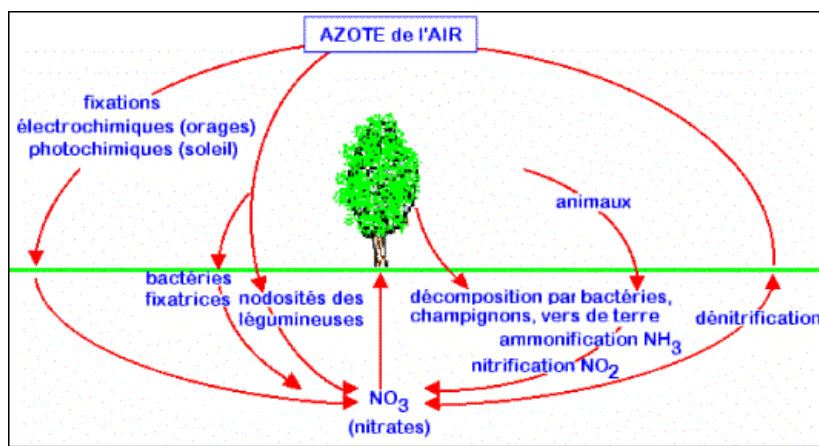 AZOTE de l'AIR
fixations
électrochimiques (orages)
photochimiques (soleil)
animaux
bactéries
fixatrices
nodosités des
légumineuses
décomposition par bactéries,
champignons, vers de terre
ammonification NH3
nitrification NO2
dénitrification
NO3
(nitrates)